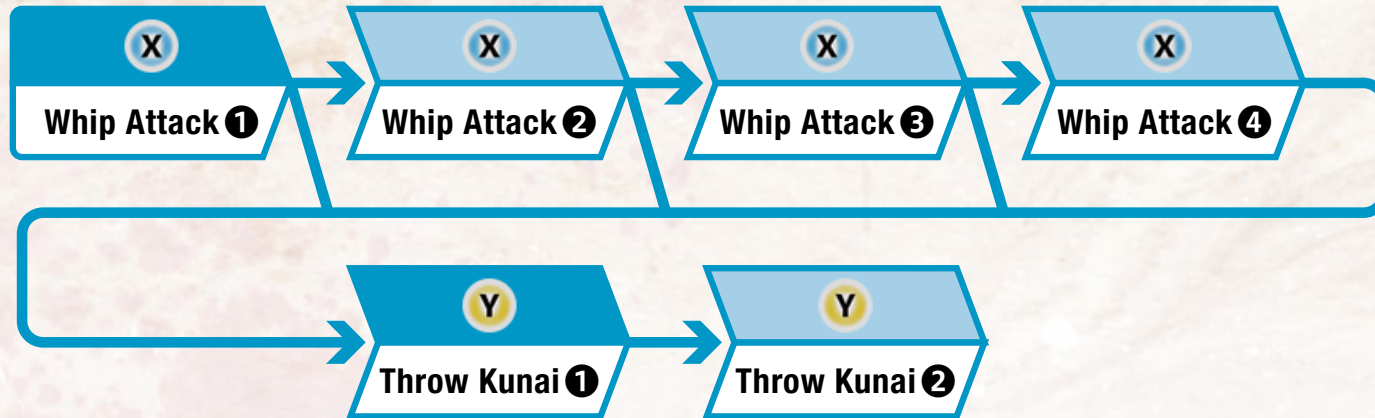 X X X X
Whip Attack ❶ Whip Attack ❷ Whip Attack ❸ Whip Attack ❹
Y Y
Throw Kunai ❶ Throw Kunai ❷